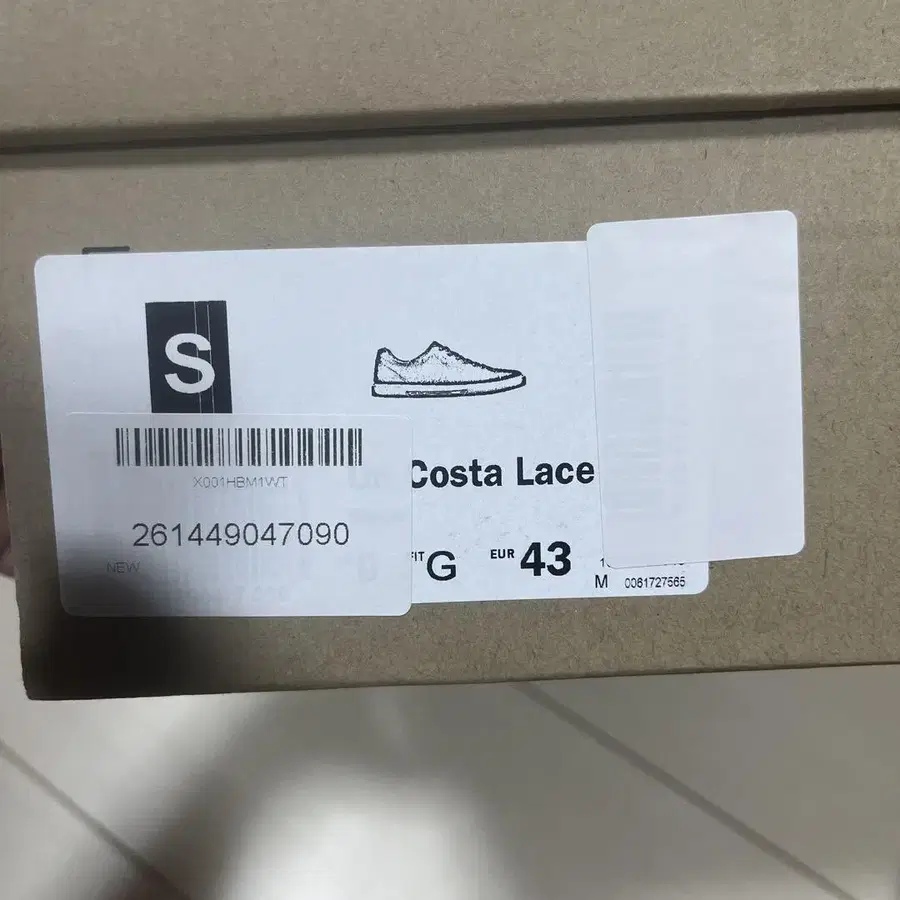 S
X001HBM1WT
261449047090
NEW
Costa Lace
FIT G EUR 43
M 0061727565